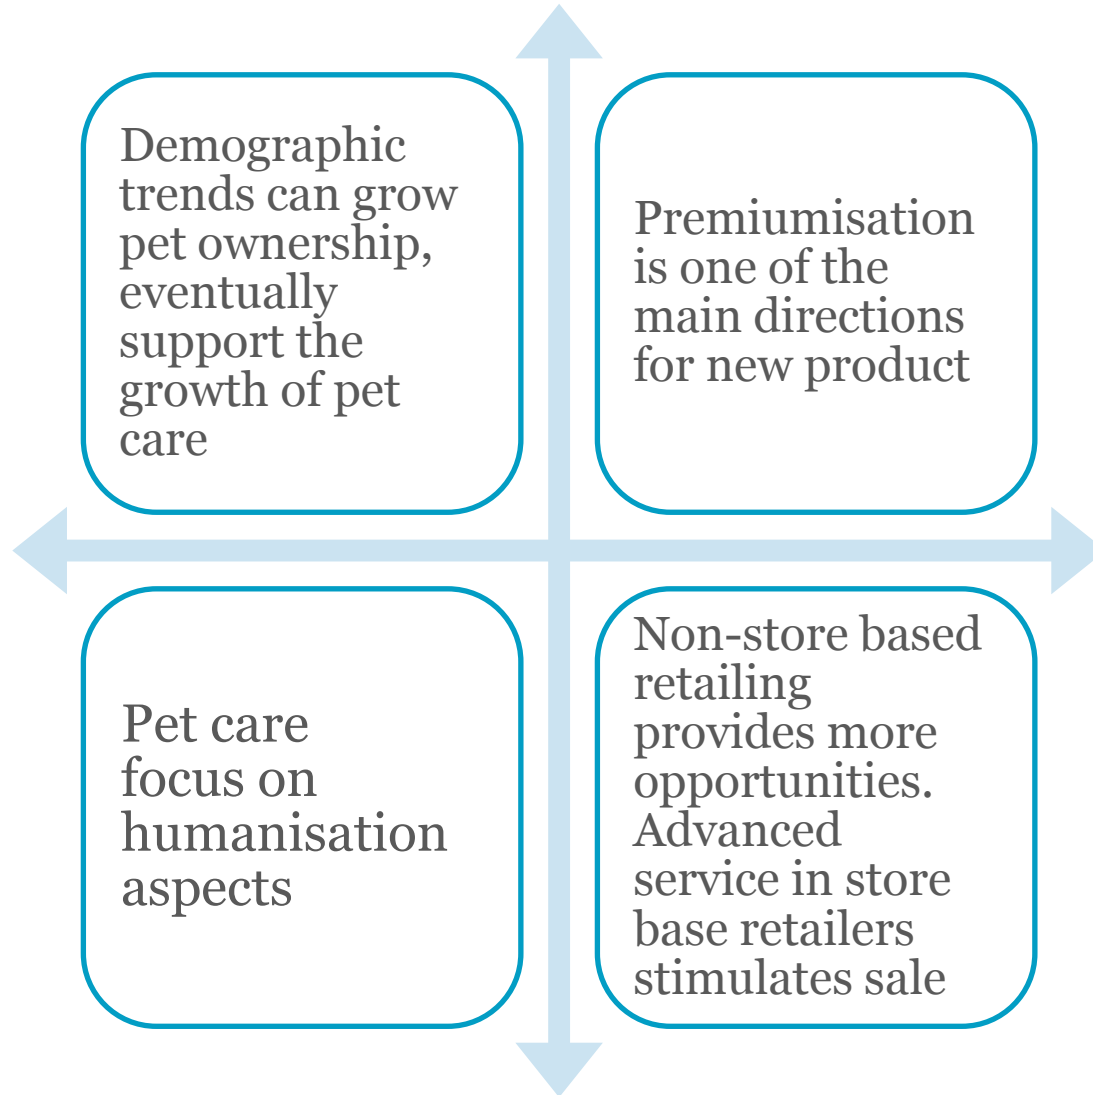 Demographic
trends can grow
pet ownership,
eventually
support the
growth of pet
care
Premiumisation
is one of the
main directions
for new product
Pet care
focus on
humanisation
aspects
Non-store based
retailing
provides more
opportunities.
Advanced
service in store
base retailers
stimulates sale